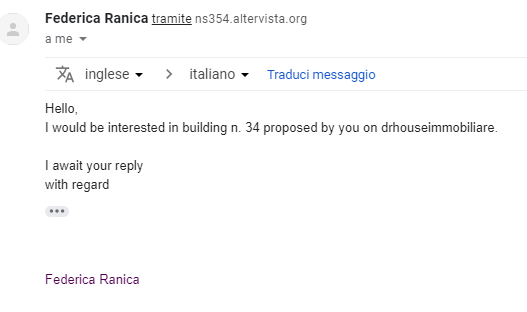 Federica Ranica tramite ns354.altervista.org
a me
inglese > italiano Traduci messaggio
Hello,
I would be interested in building n. 34 proposed by you on drhouseimmobiliare.
I await your reply
with regard
Federica Ranica